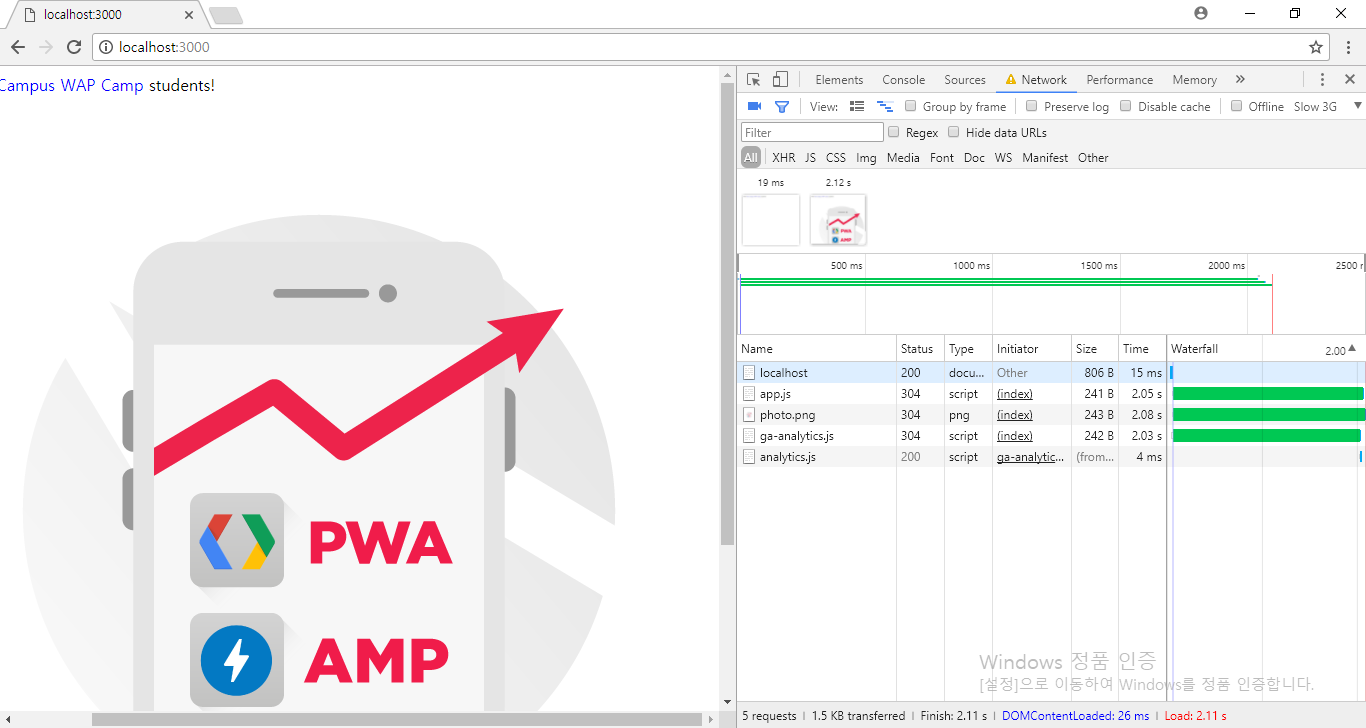 localhost:3000
localhost:3000
Campus WAP Camp students!
PWA
AMP
Elements Console Sources Network Performance Memory
View: Group by frame Preserve log Disable cache Offline Slow 3G
Filter Regex Hide data URLs
All XHR JS CSS Img Media Font Doc WS Manifest Other
19 ms 2.12 s
PWA
AMP
500 ms 1000 ms 1500 ms 2000 ms 2500 r
Name Status Type Initiator Size Time Waterfall 2.00
localhost 200 docu... Other 806 B 15 ms
app.js 304 script (index) 241 B 2.05 s
photo.png 304 png (index) 243 B 2.08 s
ga-analytics.js 304 script (index) 242 B 2.03 s
analytics.js 200 script ga-analytic... (from... 4 ms
Windows 정품 인증
[설정]으로 이동하여 Windows를 정품 인증합니다.
5 requests | 1.5 KB transferred | Finish: 2.11 s | DOMContentLoaded: 26 ms | Load: 2.11 s